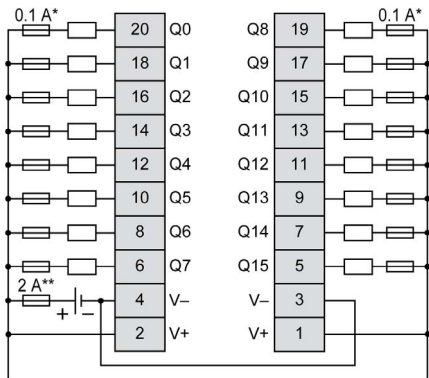 0.1 A* 20 Q0 Q8 19 0.1 A*
18 Q1 Q9 17
16 Q2 Q10 15
14 Q3 Q11 13
12 Q4 Q12 11
10 Q5 Q13 9
8 Q6 Q14 7
6 Q7 Q15 5
2 A** + – 4 V– V– 3
2 V+ V+ 1